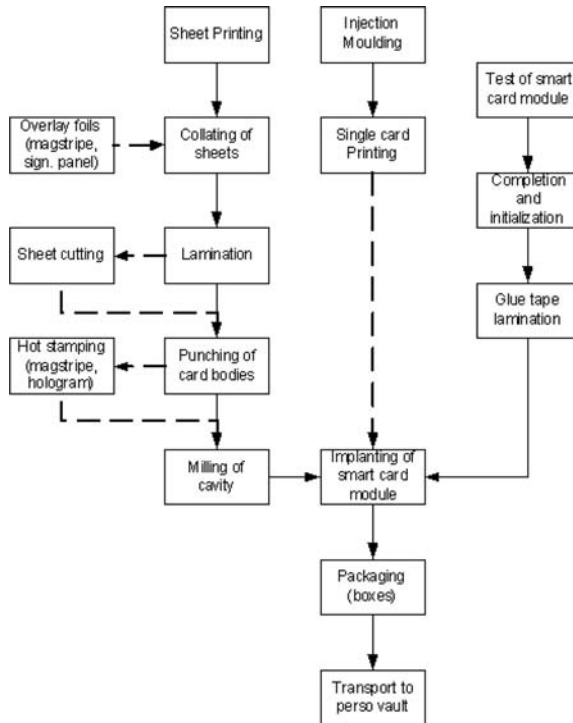 Sheet Printing
Injection
Moulding
Test of smart
card module
Overlay foils
(magstripe,
sign. panel)
Collating of
sheets
Single card
Printing
Completion
and
initialization
Sheet cutting
Lamination
Glue tape
lamination
Hot stamping
(magstripe,
hologram)
Punching of
card bodies
Milling of
cavity
Implanting of
smart card
module
Packaging
(boxes)
Transport to
perso vault